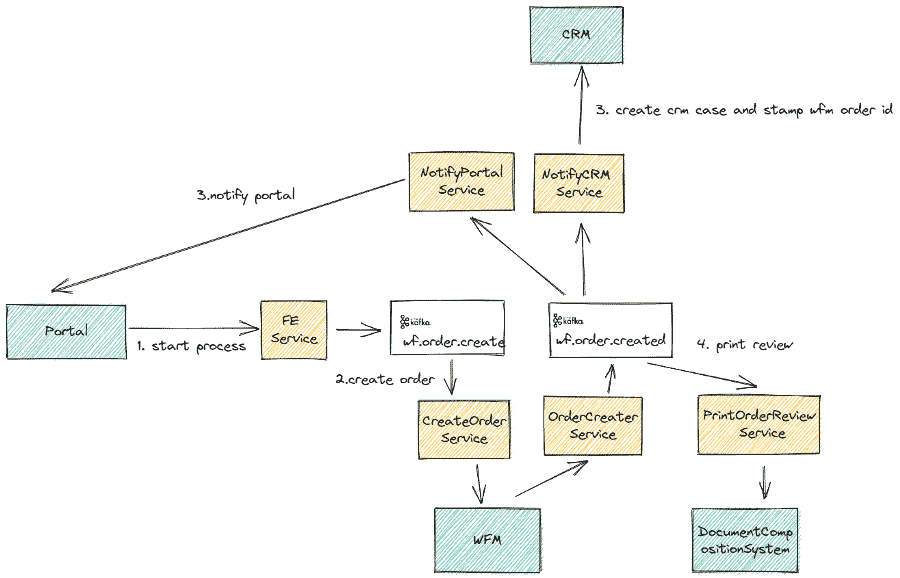 CRM
3. create crm case and stamp wfm order id
NotifyPortal
Service
NotifyCRM
Service
3.notify portal
Portal
1. start process
FE
Service
kafka
wf.order.create
2.create order
kafka
wf.order.created
4. print review
CreateOrder
Service
OrderCreater
Service
PrintOrderReview
Service
WFM
DocumentComp
ositionSystem